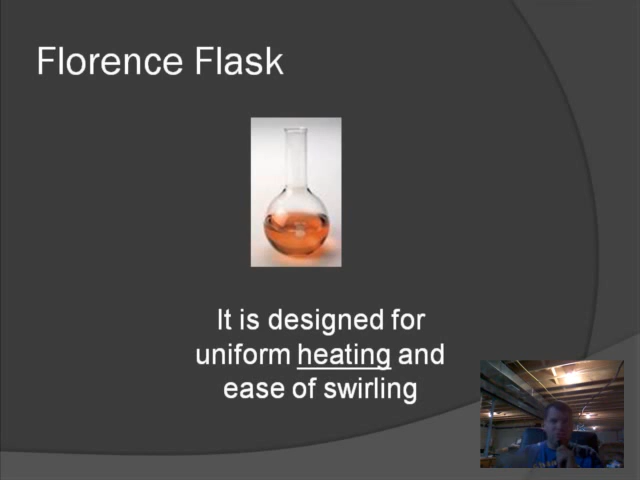 Florence Flask
It is designed for
uniform heating and
ease of swirling